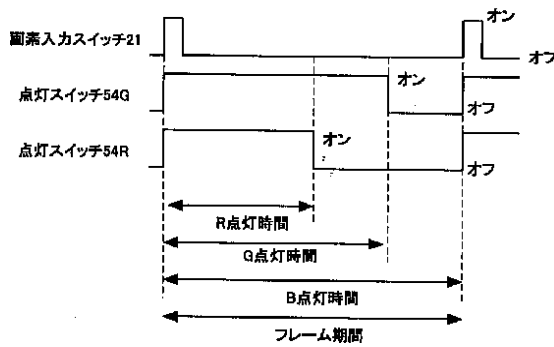 画素入力スイッチ21
オン
オフ
点灯スイッチ54G
オン
オフ
点灯スイッチ54R
オン
オフ
R点灯時間
G点灯時間
B点灯時間
フレーム期間